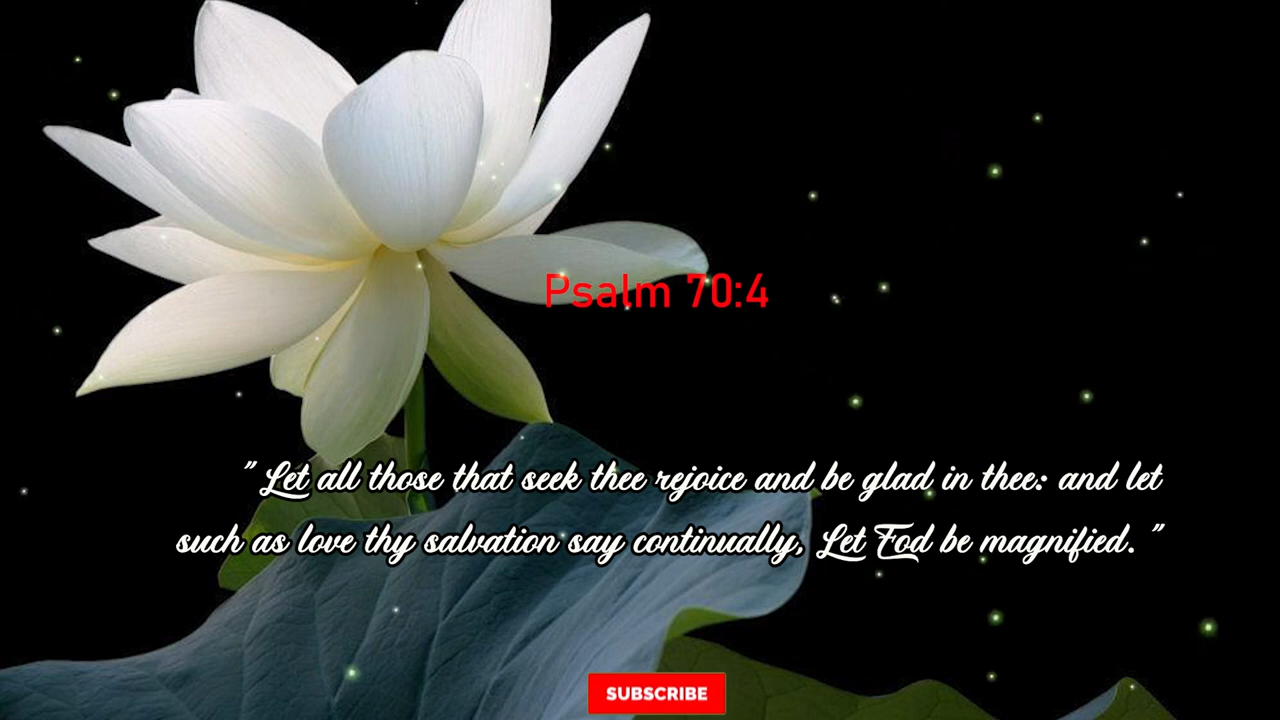 Psalm 70:4
" Let all those that seek thee rejoice and be glad in thee: and let
such as love thy salvation say continually, Let God be magnified. "
SUBSCRIBE